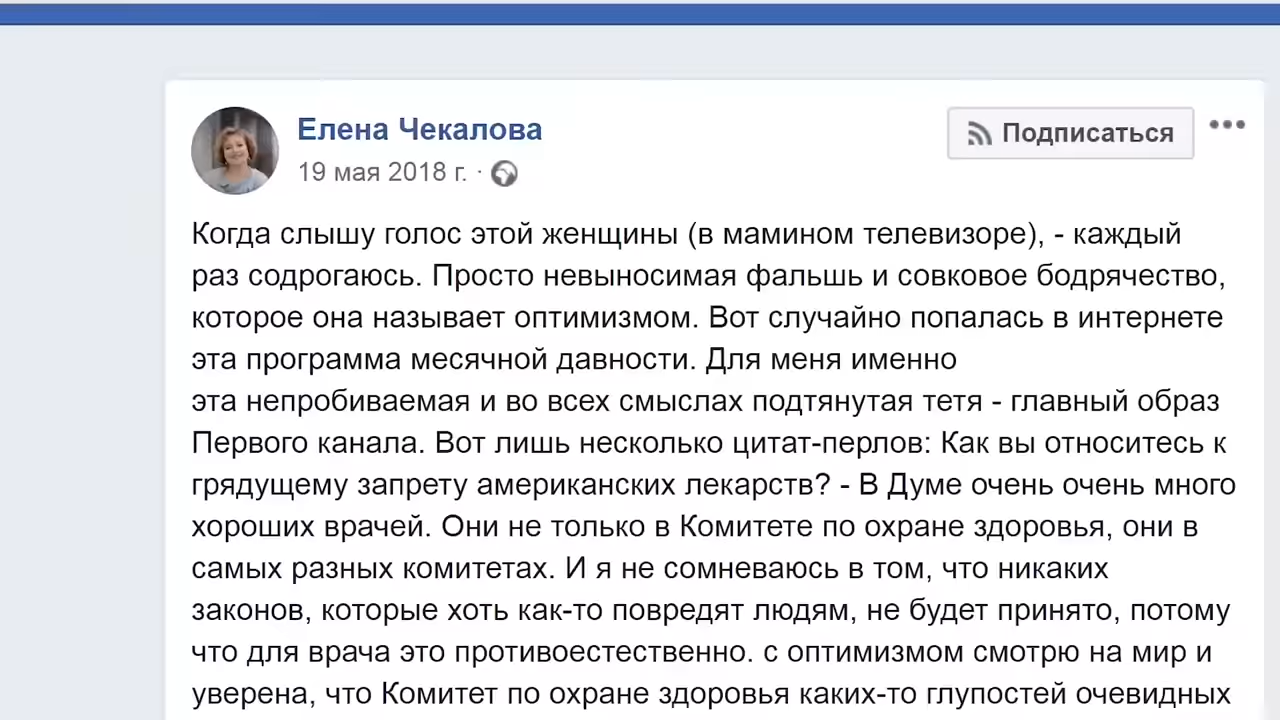 Елена Чекалова
Подписаться
19 мая 2018 г. ·
Когда слышу голос этой женщины (в мамином телевизоре), - каждый
раз содрогаюсь. Просто невыносимая фальшь и совковое бодрячество,
которое она называет оптимизмом. Вот случайно попалась в интернете
эта программа месячной давности. Для меня именно
эта непробиваемая и во всех смыслах подтянутая тетя - главный образ
Первого канала. Вот лишь несколько цитат-перлов: Как вы относитесь к
грядущему запрету американских лекарств? - В Думе очень очень много
хороших врачей. Они не только в Комитете по охране здоровья, они в
самых разных комитетах. И я не сомневаюсь в том, что никаких
законов, которые хоть как-то повредят людям, не будет принято, потому
что для врача это противоестественно. с оптимизмом смотрю на мир и
уверена, что Комитет по охране здоровья каких-то глупостей очевидных